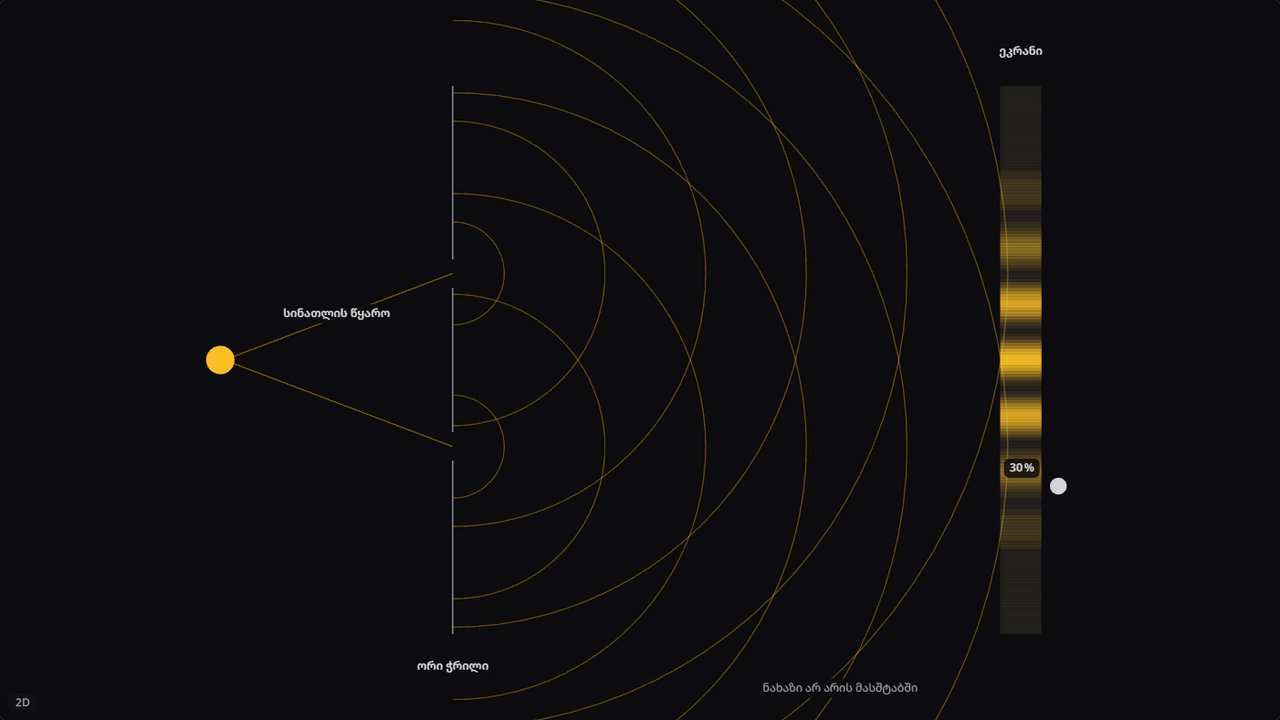 ეკრანი
სინათლის წყარო
30 %
ორი ჭრილი
ნახაზი არ არის მასშტაბში
2D